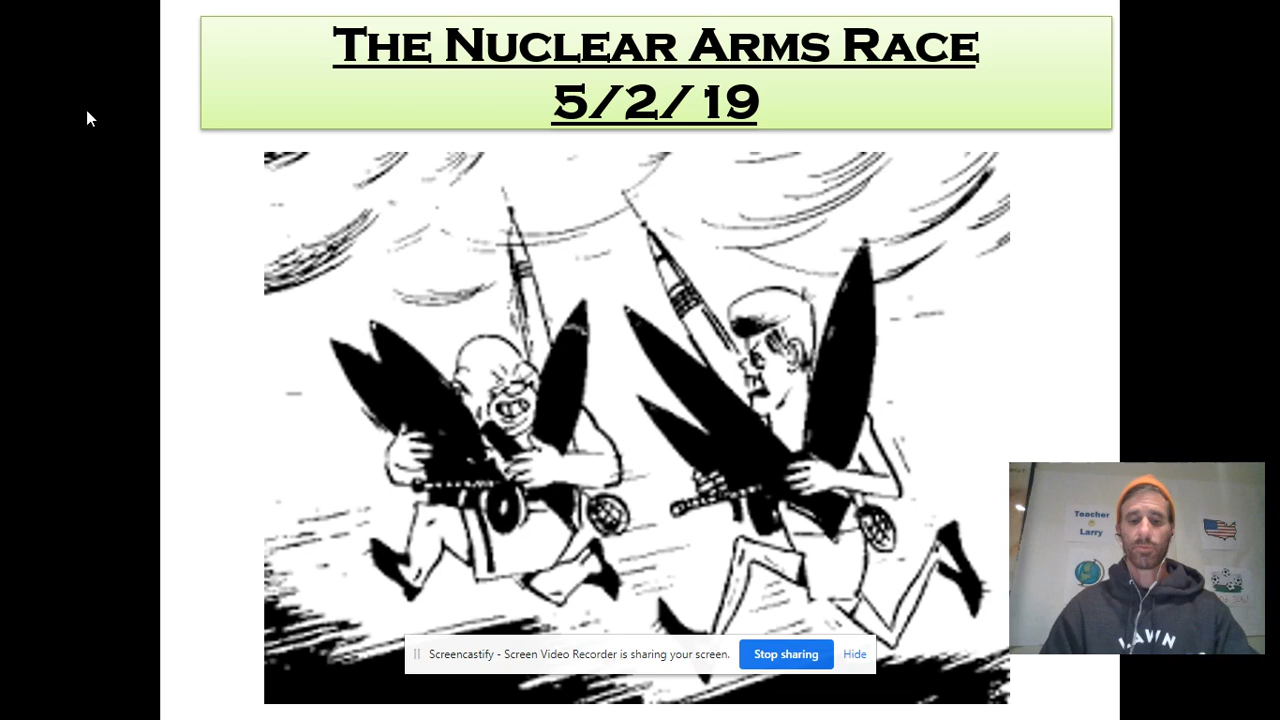 The Nuclear Arms Race
5/2/19
Teacher
Larry
LAWN
Screencastify - Screen Video Recorder is sharing your screen.
Stop sharing
Hide